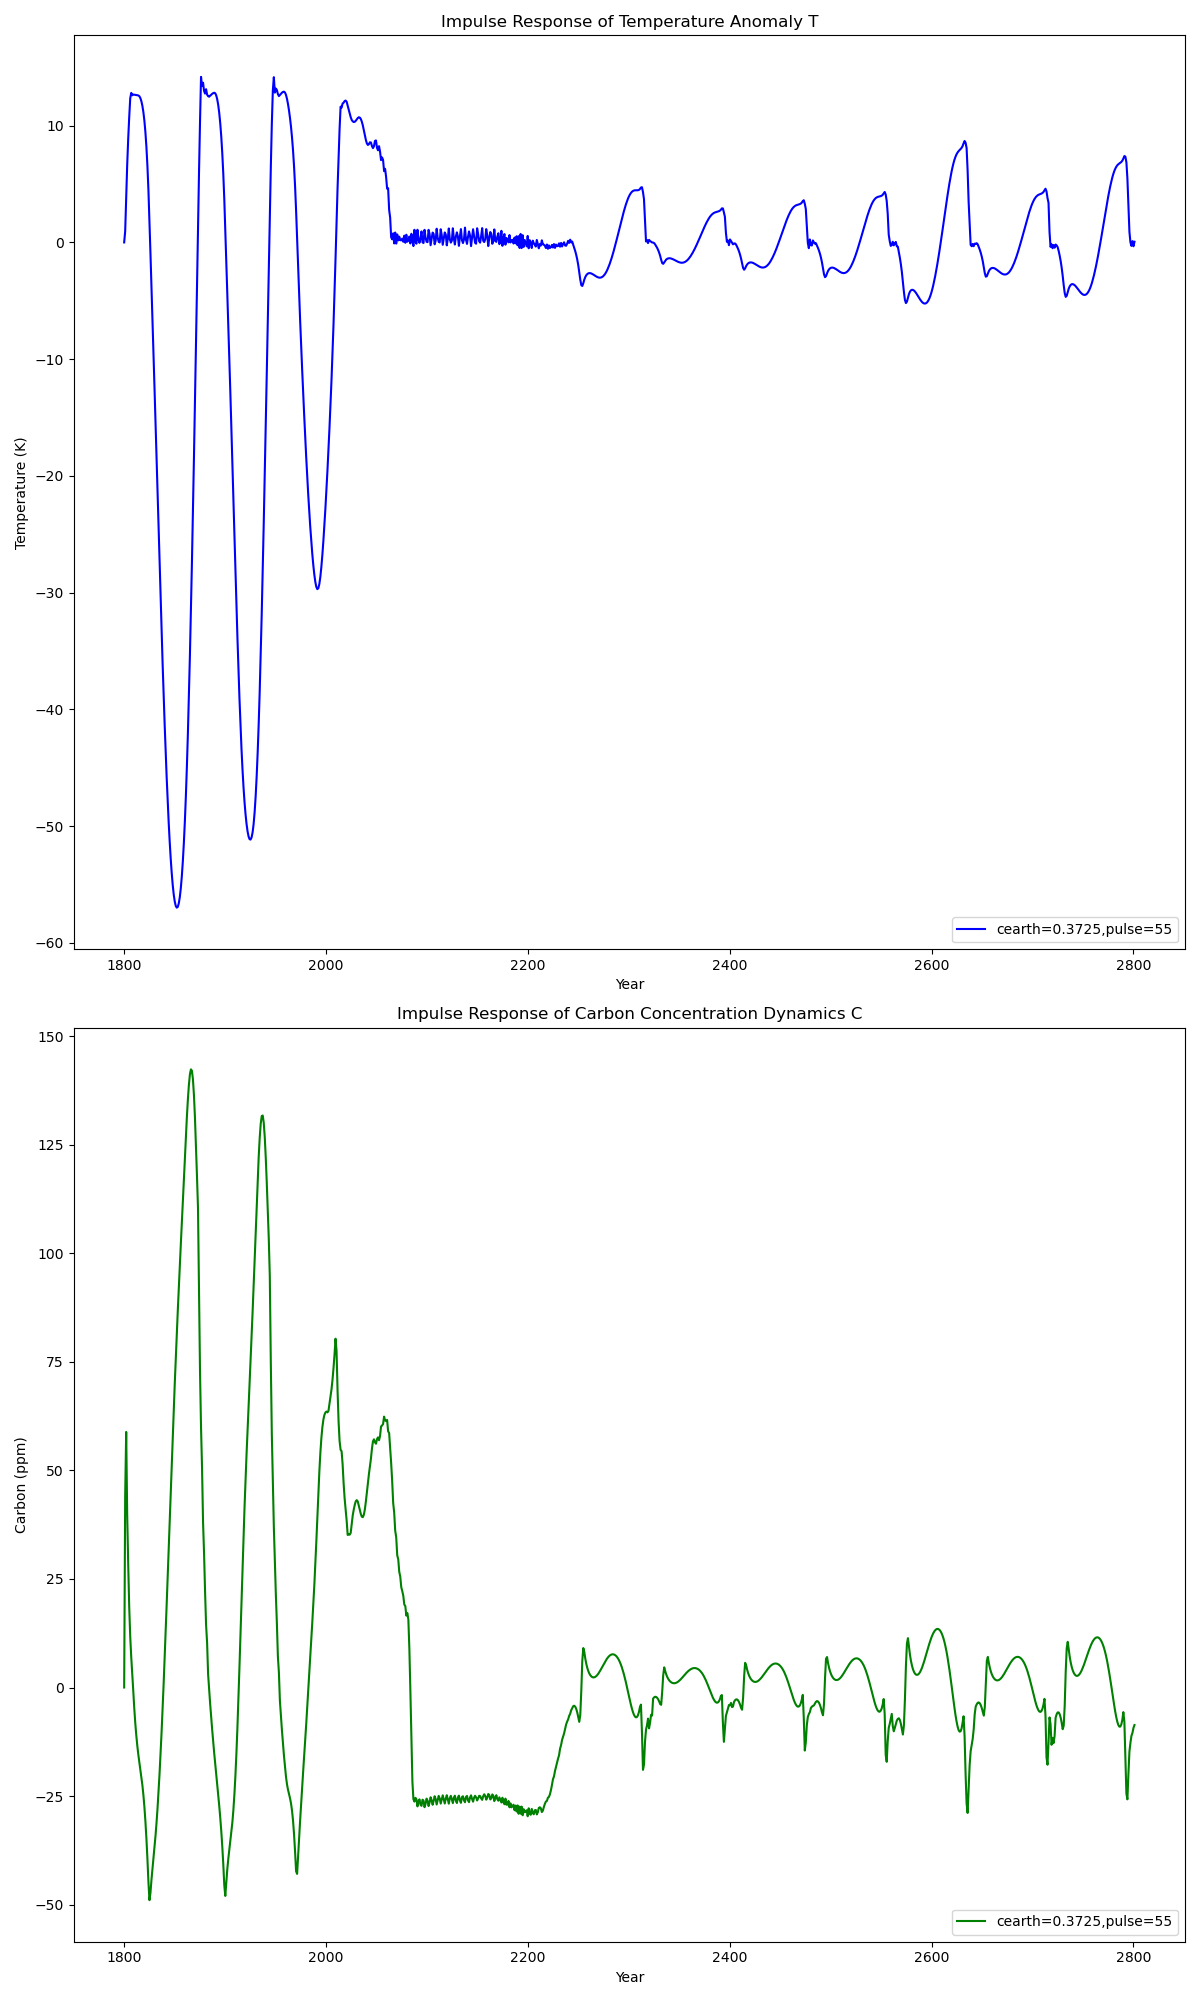 Impulse Response of Temperature Anomaly T
10
0
−10
−20
−30
−40
−50
−60
Temperature (K)
cearth=0.3725,pulse=55
1800 2000 2200 2400 2600 2800
Year
Impulse Response of Carbon Concentration Dynamics C
150
125
100
75
50
25
0
−25
−50
Carbon (ppm)
cearth=0.3725,pulse=55
1800 2000 2200 2400 2600 2800
Year